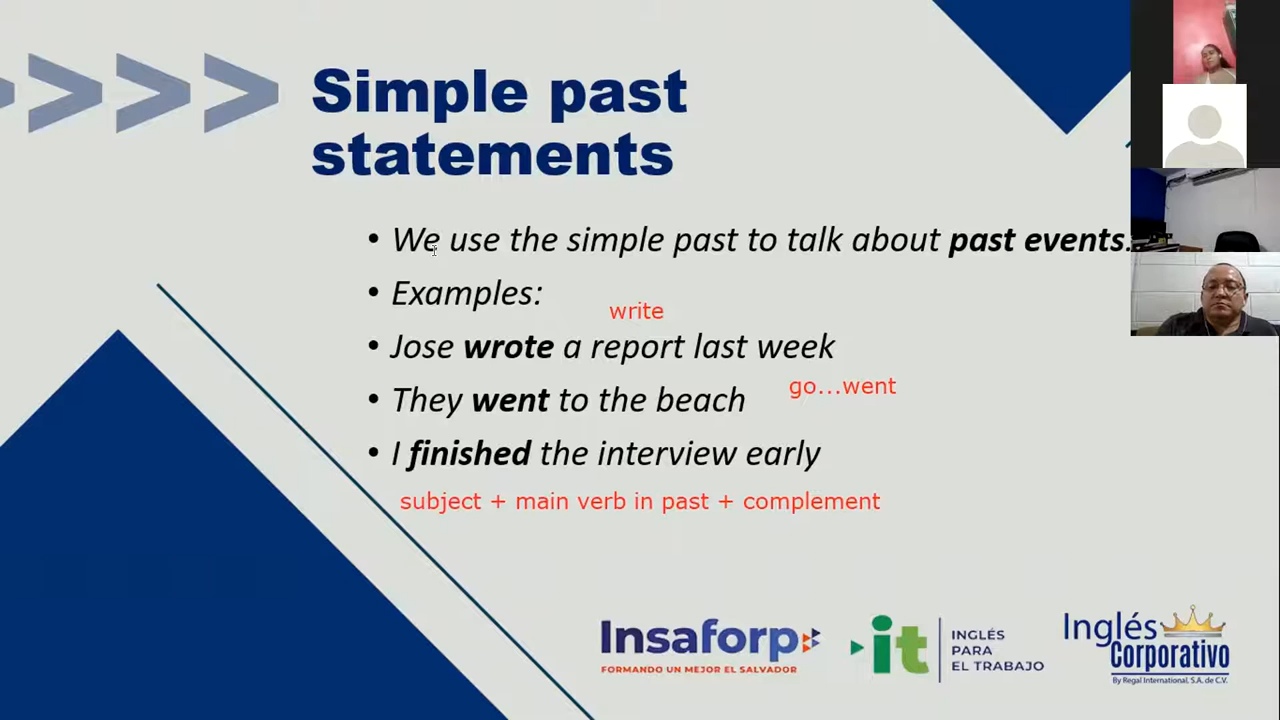 Simple past
statements
• We use the simple past to talk about past events.
• Examples:
write
• Jose wrote a report last week
go...went
• They went to the beach
• I finished the interview early
subject + main verb in past + complement
Insaforp
FORMANDO UN MEJOR EL SALVADOR
it
INGLÉS
PARA
EL TRABAJO
Inglés
Corporativo
By Regal International, S.A. de C.V.